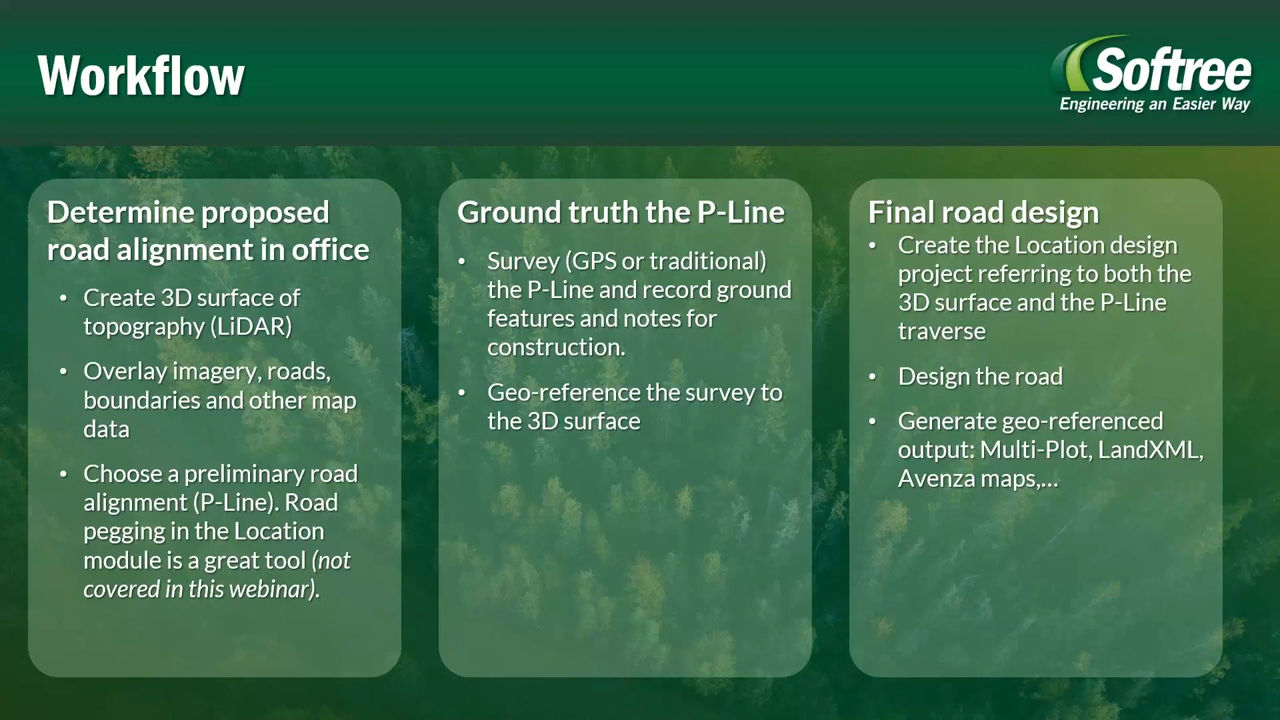 Workflow
Softree
Engineering an Easier Way
Determine proposed
road alignment in office
• Create 3D surface of
topography (LiDAR)
• Overlay imagery, roads,
boundaries and other map
data
• Choose a preliminary road
alignment (P-Line). Road
pegging in the Location
module is a great tool (not
covered in this webinar).
Ground truth the P-Line
• Survey (GPS or traditional)
the P-Line and record ground
features and notes for
construction.
• Geo-reference the survey to
the 3D surface
Final road design
• Create the Location design
project referring to both the
3D surface and the P-Line
traverse
• Design the road
• Generate geo-referenced
output: Multi-Plot, LandXML,
Avenza maps,...